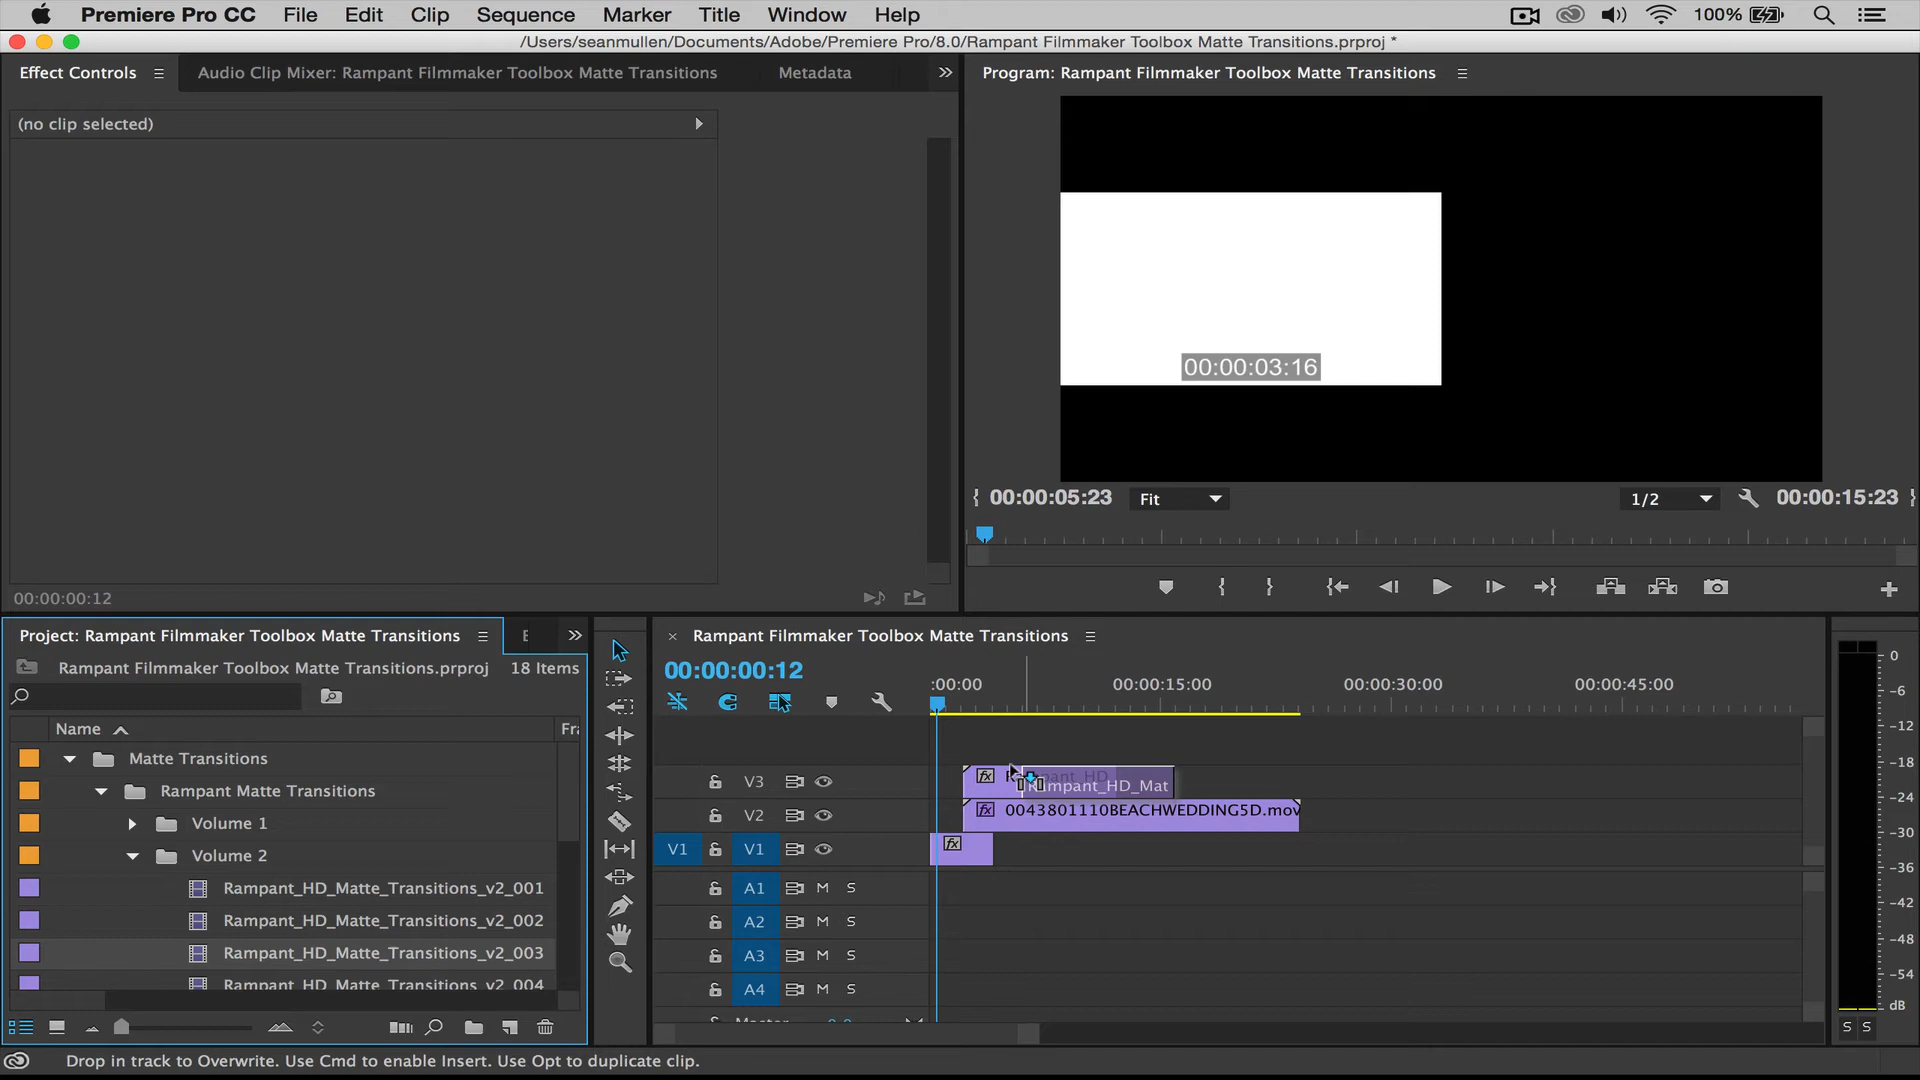 Premiere Pro CC File Edit Clip Sequence Marker Title Window Help 100%
/Users/seanmullen/Documents/Adobe/Premiere Pro/8.0/Rampant Filmmaker Toolbox Matte Transitions.prproj *
Effect Controls Audio Clip Mixer: Rampant Filmmaker Toolbox Matte Transitions Metadata
Program: Rampant Filmmaker Toolbox Matte Transitions
(no clip selected)
00:00:03:16
00:00:05:23 Fit 1/2 00:00:15:23
00:00:00:12
Project: Rampant Filmmaker Toolbox Matte Transitions
Rampant Filmmaker Toolbox Matte Transitions.prproj 18 Items
Name Fr
Matte Transitions
Rampant Matte Transitions
Volume 1
Volume 2
Rampant_HD_Matte_Transitions_v2_001
Rampant_HD_Matte_Transitions_v2_002
Rampant_HD_Matte_Transitions_v2_003
Rampant_HD_Matte_Transitions_v2_004
Rampant Filmmaker Toolbox Matte Transitions
00:00:00:12
:00:00 00:00:15:00 00:00:30:00 00:00:45:00
V3 fx Rampant_HD_Mat
V2 fx 0043801110BEACHWEDDING5D.mov
V1 V1 fx
A1 M S
A2 M S
A3 M S
A4 M S
0
-6
-12
-18
-24
-30
-36
-42
-48
-54
dB
S S
Drop in track to Overwrite. Use Cmd to enable Insert. Use Opt to duplicate clip.